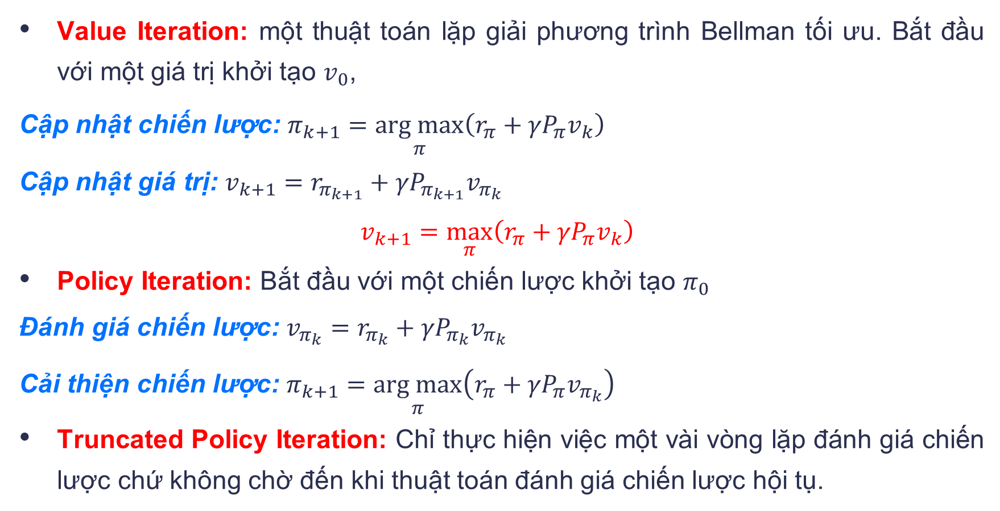 • Value Iteration: một thuật toán lặp giải phương trình Bellman tối ưu. Bắt đầu
với một giá trị khởi tạo $v_0$,
Cập nhật chiến lược: $\pi_{k+1} = \arg\max_{\pi}(r_\pi + \gamma P_\pi v_k)$
Cập nhật giá trị: $v_{k+1} = r_{\pi_{k+1}} + \gamma P_{\pi_{k+1}} v_{\pi_k}$
$v_{k+1} = \max_{\pi}(r_\pi + \gamma P_\pi v_k)$
• Policy Iteration: Bắt đầu với một chiến lược khởi tạo $\pi_0$
Đánh giá chiến lược: $v_{\pi_k} = r_{\pi_k} + \gamma P_{\pi_k} v_{\pi_k}$
Cải thiện chiến lược: $\pi_{k+1} = \arg\max_{\pi}(r_\pi + \gamma P_\pi v_{\pi_k})$
• Truncated Policy Iteration: Chỉ thực hiện việc một vài vòng lặp đánh giá chiến
lược chứ không chờ đến khi thuật toán đánh giá chiến lược hội tụ.